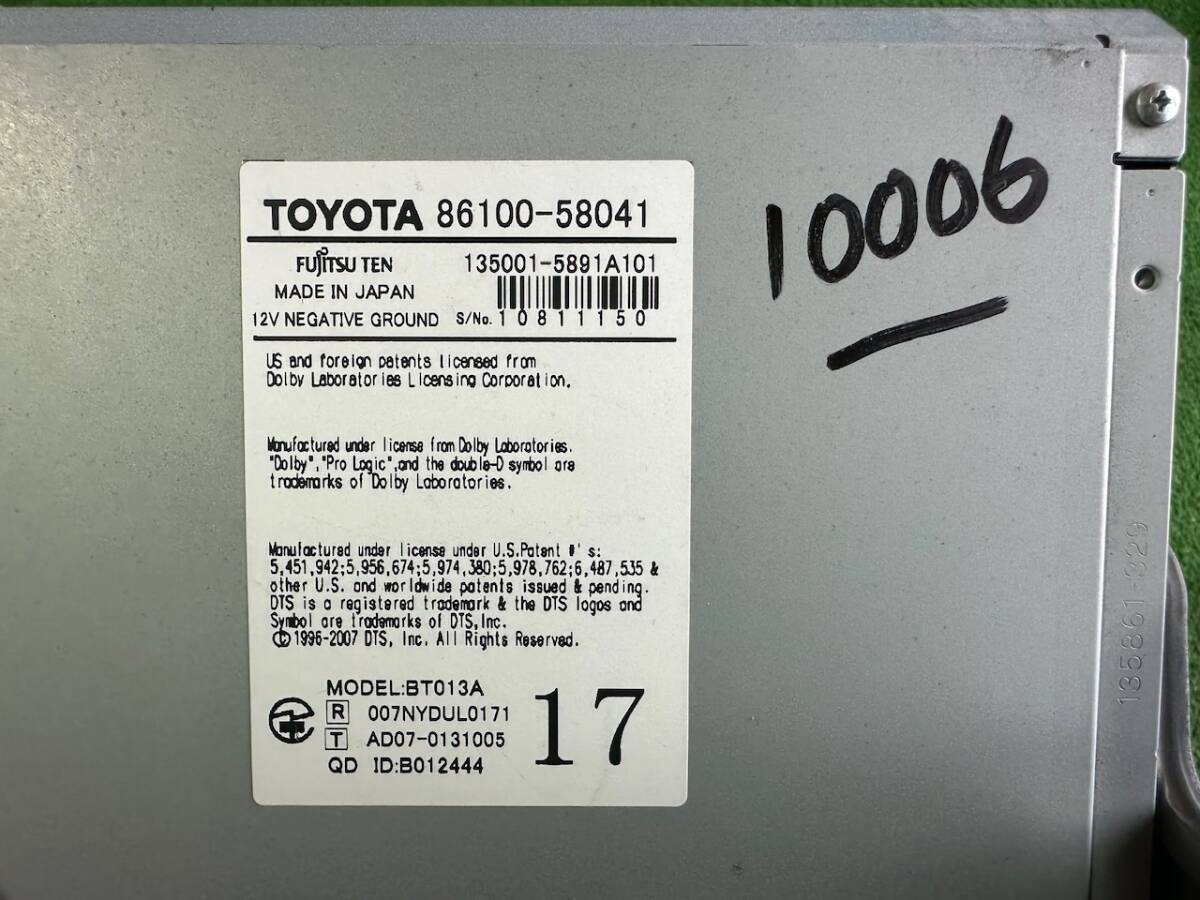 TOYOTA 86100-58041
FUJITSU TEN 135001-5891A101
MADE IN JAPAN
12V NEGATIVE GROUND S/No. 10811150
US and foreign patents licensed from
Dolby Laboratories Licensing Corporation.
Manufactured under license from Dolby Laboratories.
"Dolby","Pro Logic",and the double-D symbol are
trademarks of Dolby Laboratories.
Manufactured under license under U.S.Patent #'s:
5,451,942;5,956,674;5,974,380;5,978,762;6,487,535 &
other U.S. and worldwide patents issued & pending.
DTS is a registered trademark & the DTS logos and
Symbol are trademarks of DTS,Inc.
©1996-2007 DTS, Inc. All Rights Reserved.
MODEL:BT013A
R 007NYDUL0171
T AD07-0131005
QD ID:B012444
17
10006
135861 329